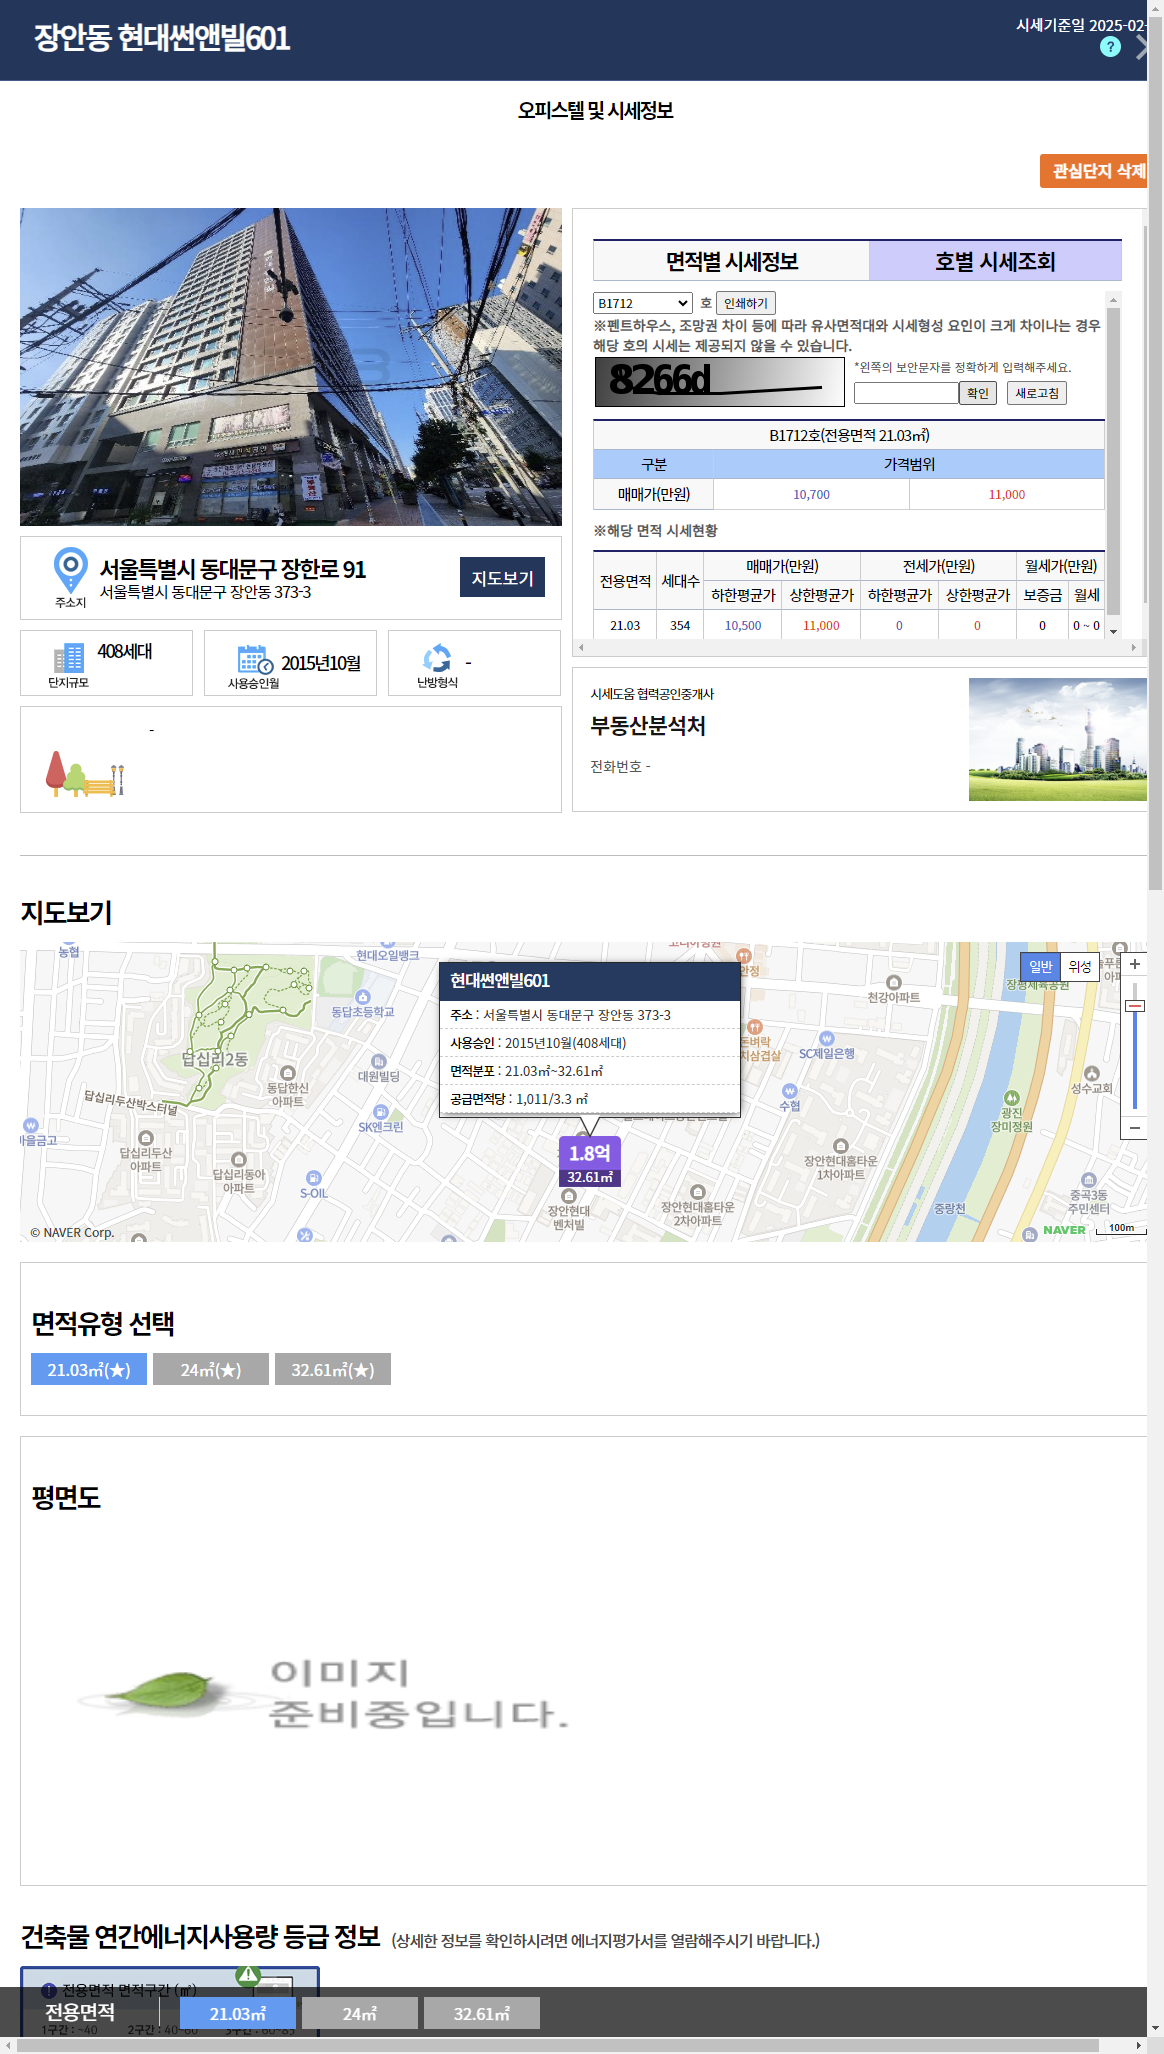 장안동 현대썬앤빌601
시세기준일 2025-02-
?
오피스텔 및 시세정보
관심단지 삭제
면적별 시세정보 호별 시세조회
B1712 호 인쇄하기
※펜트하우스, 조망권 차이 등에 따라 유사면적대와 시세형성 요인이 크게 차이나는 경우
해당 호의 시세는 제공되지 않을 수 있습니다.
8266d
*왼쪽의 보안문자를 정확하게 입력해주세요.
확인 새로고침
B1712호(전용면적 21.03㎡)
구분 가격범위
매매가(만원) 10,700 11,000
※해당 면적 시세현황
전용면적 세대수 매매가(만원) 전세가(만원) 월세가(만원)
하한평균가 상한평균가 하한평균가 상한평균가 보증금 월세
21.03 354 10,500 11,000 0 0 0 0 ~ 0
주소지
서울특별시 동대문구 장한로 91
서울특별시 동대문구 장안동 373-3
지도보기
단지규모 408세대
사용승인월 2015년10월
난방형식 -
-
시세도움 협력공인중개사
부동산분석처
전화번호 -
지도보기
농협
현대오일뱅크
안정
일반 위성
장평체육공원
천강아파트
동답초등학교
답십리2동
대원빌딩
동답한신
아파트
답십리두산박스터널
SK엔크린
마을금고
답십리두산
아파트
답십리동아
아파트
S-OIL
현대썬앤빌601
주소 : 서울특별시 동대문구 장안동 373-3
사용승인 : 2015년10월(408세대)
면적분포 : 21.03㎡~32.61㎡
공급면적당 : 1,011/3.3 ㎡
1.8억
32.61㎡
장안현대
벤처빌
장안현대홈타운
2차아파트
돈벼락
SC제일은행
수협
장안현대홈타운
1차아파트
성수교회
광진
장미정원
중랑천
중곡3동
주민센터
© NAVER Corp.
NAVER
100m
면적유형 선택
21.03㎡(★) 24㎡(★) 32.61㎡(★)
평면도
이미지
준비중입니다.
건축물 연간에너지사용량 등급 정보 (상세한 정보를 확인하시려면 에너지평가서를 열람해주시기 바랍니다.)
전용면적 면적구간 (㎡)
1구간 : ~40 2구간 : 40~60 3구간 : 60~85
전용면적 21.03㎡ 24㎡ 32.61㎡